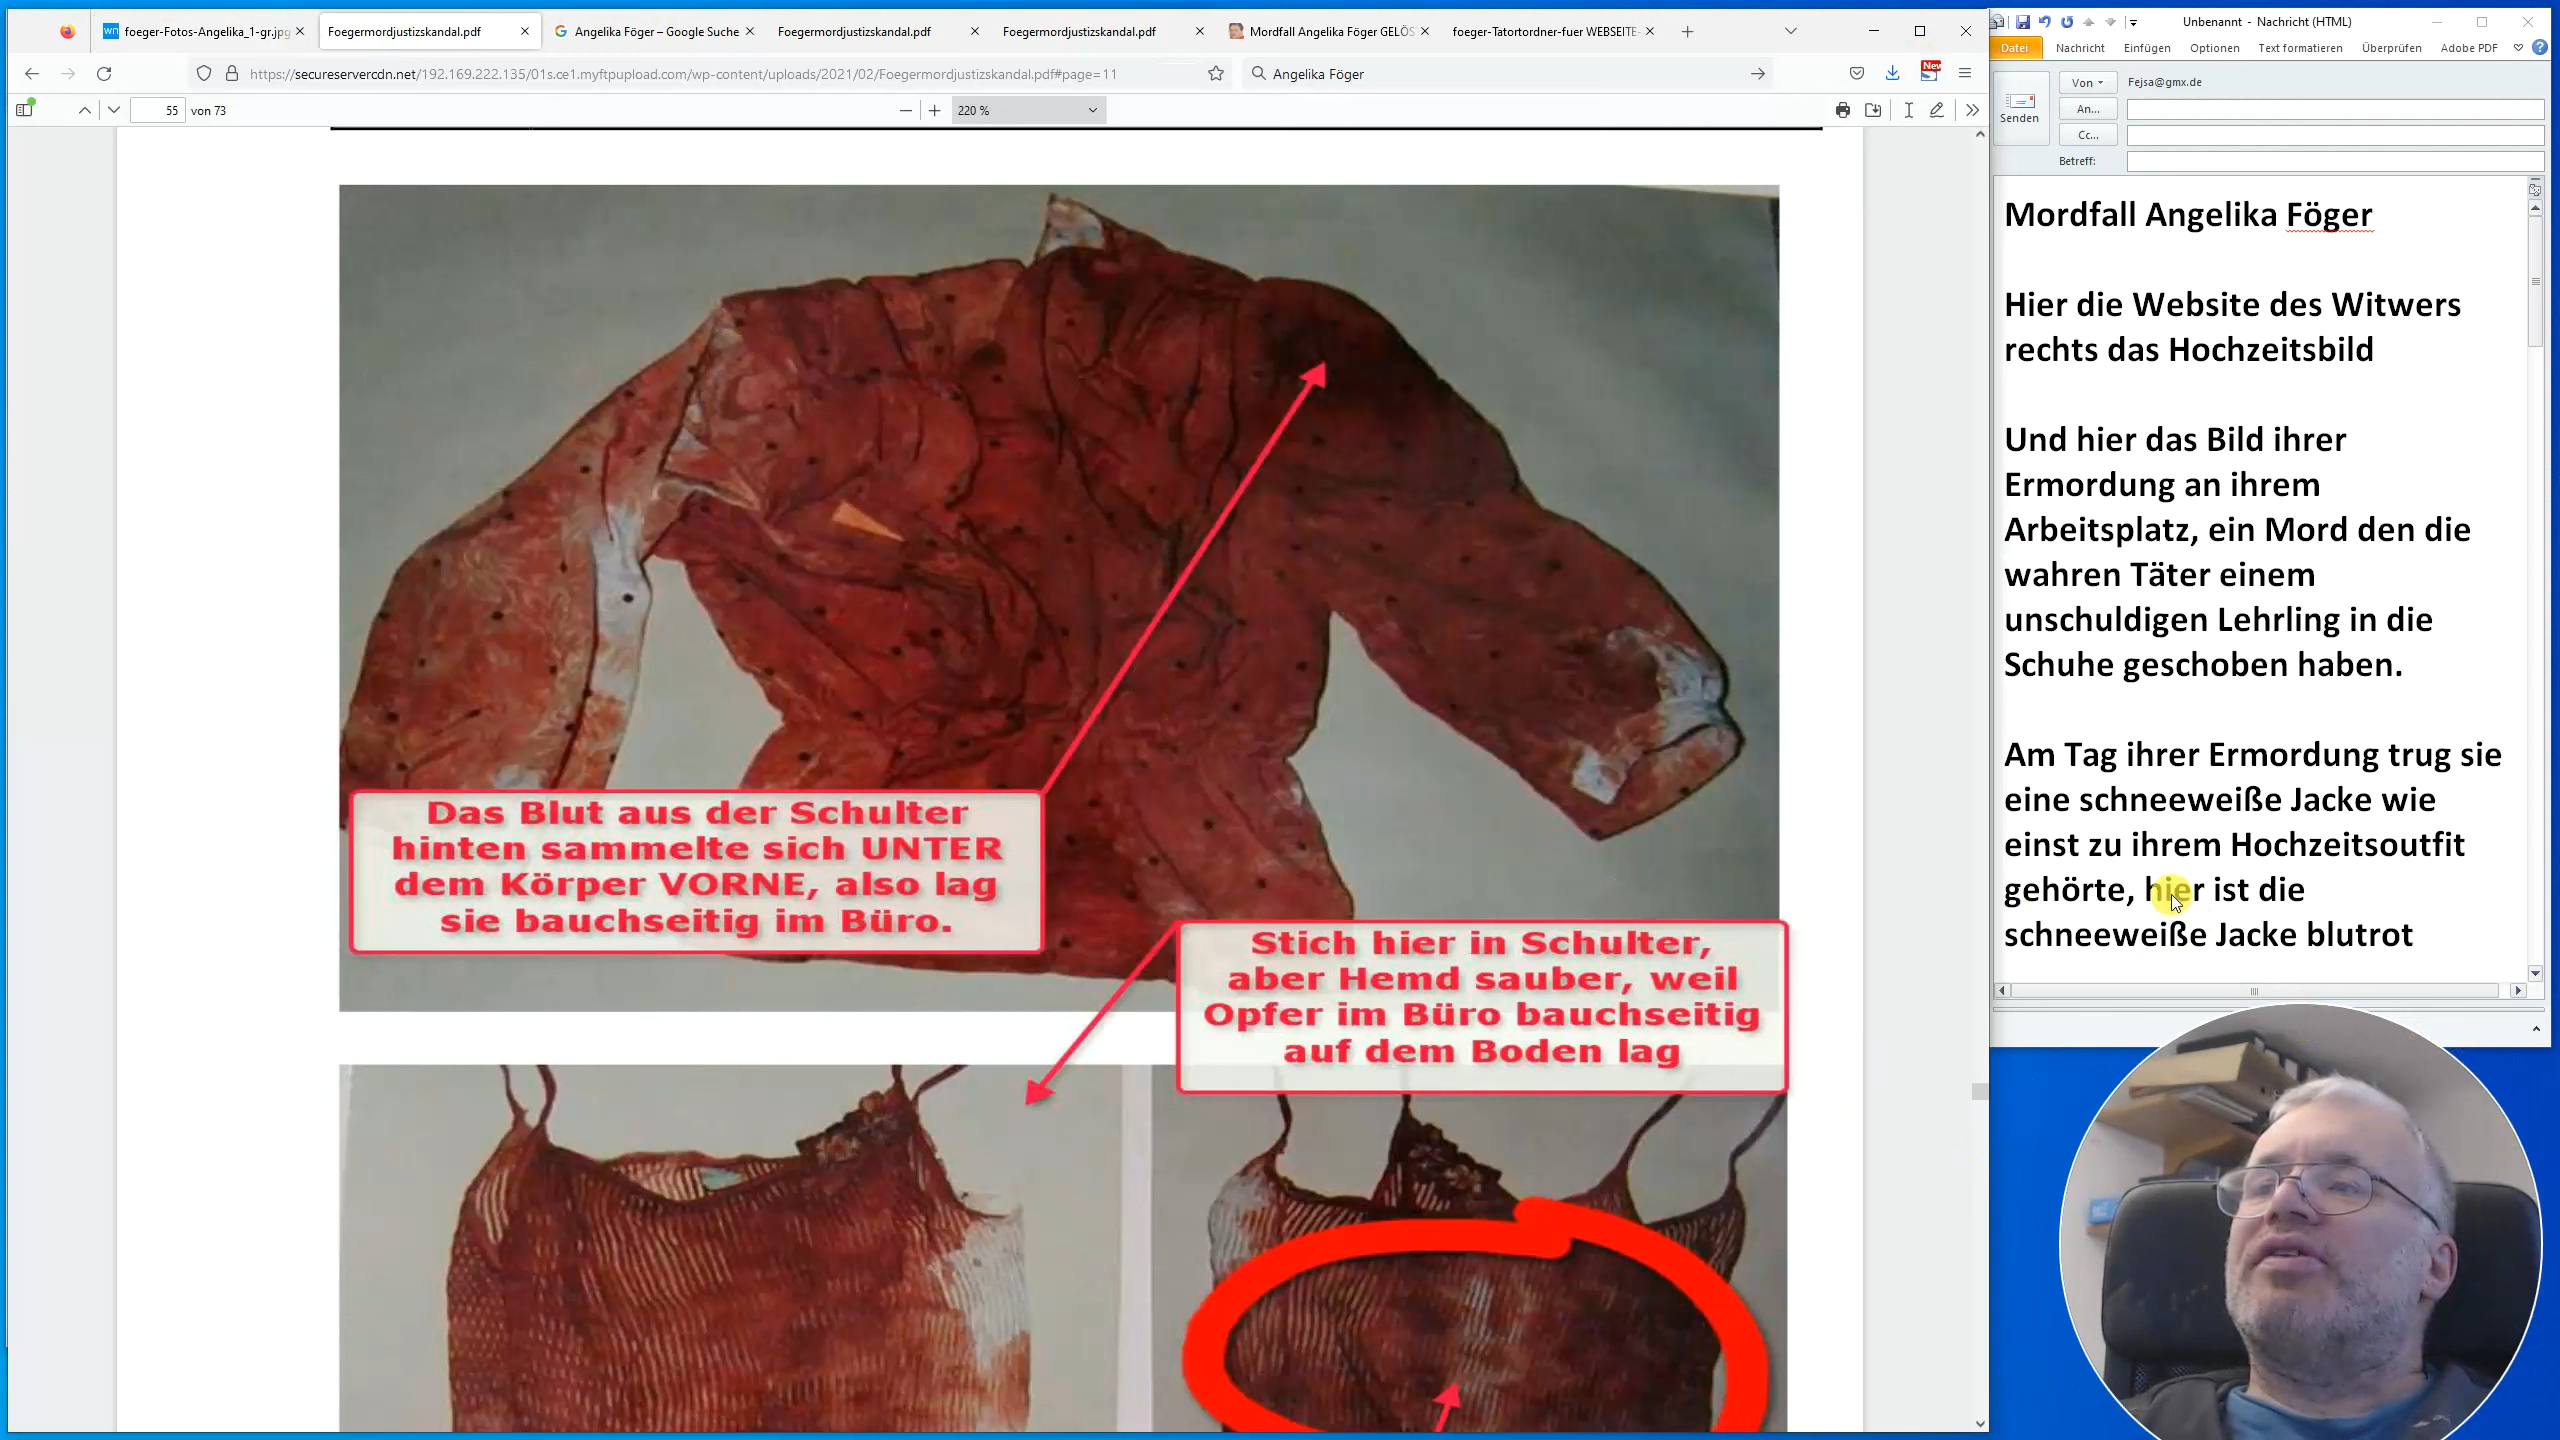 foeger-Fotos-Angelika_1-gr.jpg
Foegermordjustizskandal.pdf
Angelika Föger – Google Suche
Foegermordjustizskandal.pdf
Foegermordjustizskandal.pdf
Mordfall Angelika Föger GELÖS
foeger-Tatortordner-fuer WEBSEITE-
https://secureservercdn.net/192.169.222.135/01s.ce1.myftpupload.com/wp-content/uploads/2021/02/Foegermordjustizskandal.pdf#page=11
Angelika Föger
New
55 von 73
220 %
Das Blut aus der Schulter
hinten sammelte sich UNTER
dem Körper VORNE, also lag
sie bauchseitig im Büro.
Stich hier in Schulter,
aber Hemd sauber, weil
Opfer im Büro bauchseitig
auf dem Boden lag
Unbenannt - Nachricht (HTML)
Datei Nachricht Einfügen Optionen Text formatieren Überprüfen Adobe PDF
Senden
Von
Fejsa@gmx.de
An...
Cc...
Betreff:
Mordfall Angelika Föger
Hier die Website des Witwers
rechts das Hochzeitsbild
Und hier das Bild ihrer
Ermordung an ihrem
Arbeitsplatz, ein Mord den die
wahren Täter einem
unschuldigen Lehrling in die
Schuhe geschoben haben.
Am Tag ihrer Ermordung trug sie
eine schneeweiße Jacke wie
einst zu ihrem Hochzeitsoutfit
gehörte, hier ist die
schneeweiße Jacke blutrot